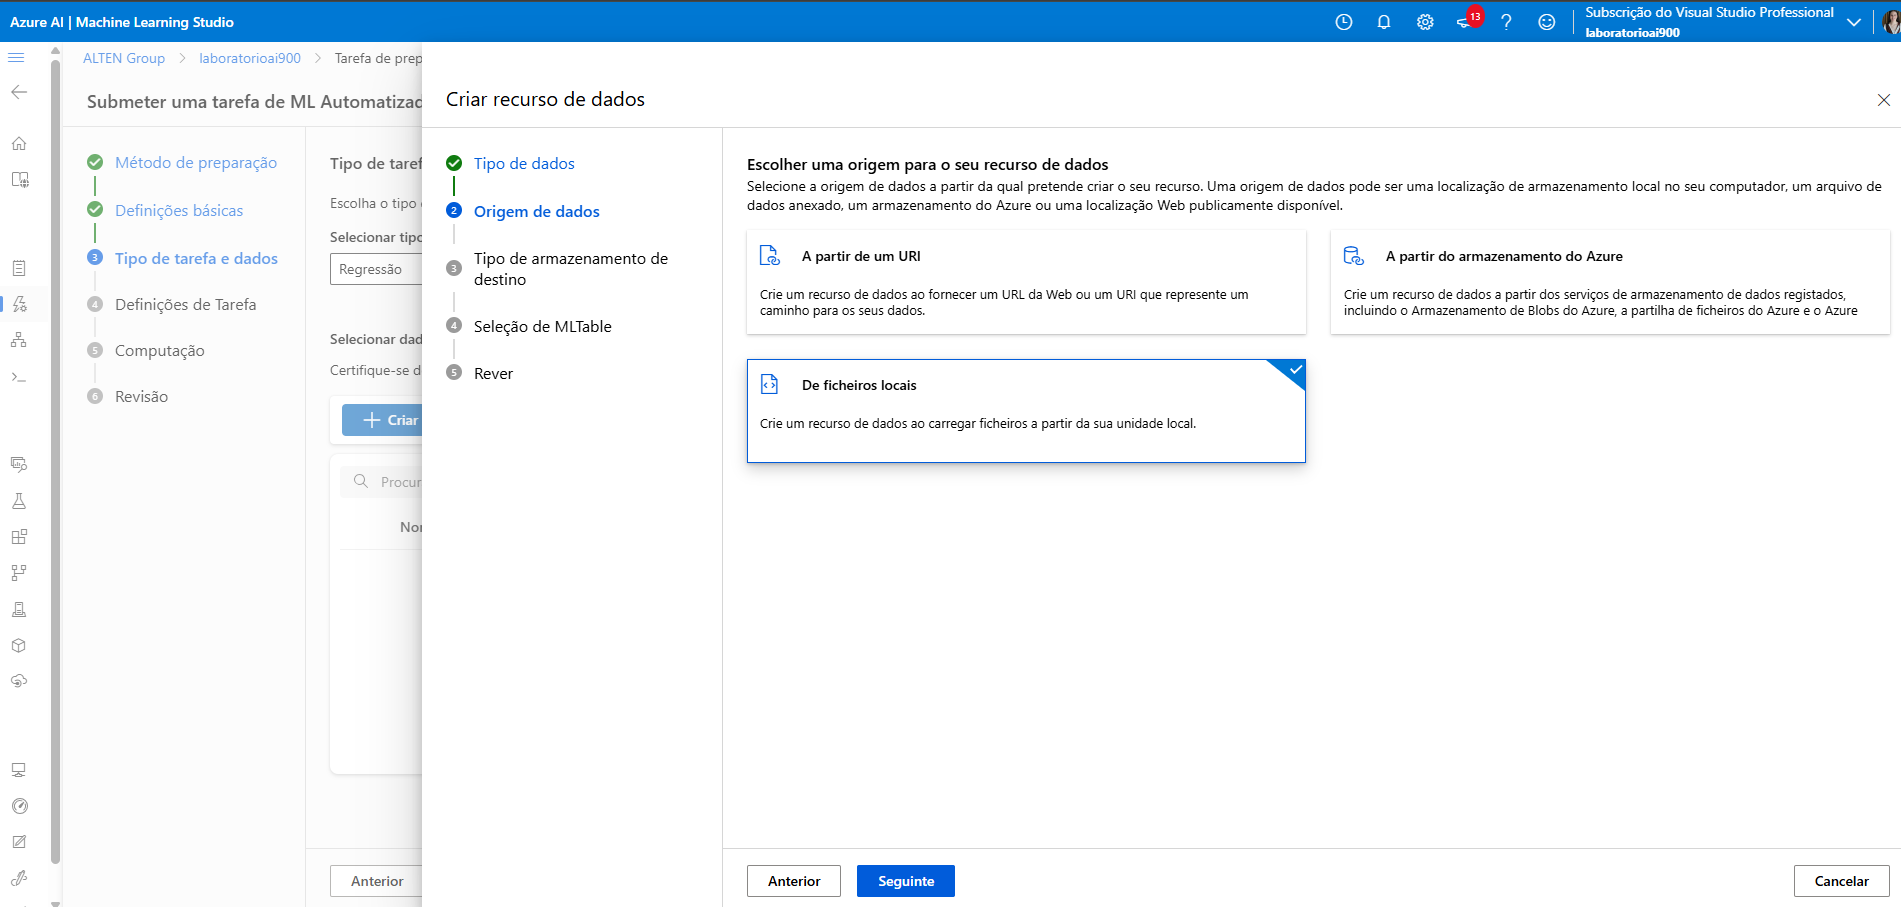 Azure AI | Machine Learning Studio
13
Subscrição do Visual Studio Professional
laboratorioai900
ALTEN Group
laboratorioai900
Tarefa de prep
Submeter uma tarefa de ML Automatizad
Método de preparação
Definições básicas
3
Tipo de tarefa e dados
4
Definições de Tarefa
5
Computação
6
Revisão
Tipo de taref
Escolha o tipo
Selecionar tipo
Regressão
Selecionar dad
Certifique-se d
Criar
Procur
Nor
Anterior
Criar recurso de dados
Tipo de dados
2
Origem de dados
3
Tipo de armazenamento de
destino
4
Seleção de MLTable
5
Rever
Escolher uma origem para o seu recurso de dados
Selecione a origem de dados a partir da qual pretende criar o seu recurso. Uma origem de dados pode ser uma localização de armazenamento local no seu computador, um arquivo de
dados anexado, um armazenamento do Azure ou uma localização Web publicamente disponível.
A partir de um URI
Crie um recurso de dados ao fornecer um URL da Web ou um URI que represente um
caminho para os seus dados.
A partir do armazenamento do Azure
Crie um recurso de dados a partir dos serviços de armazenamento de dados registados,
incluindo o Armazenamento de Blobs do Azure, a partilha de ficheiros do Azure e o Azure
De ficheiros locais
Crie um recurso de dados ao carregar ficheiros a partir da sua unidade local.
Anterior
Seguinte
Cancelar